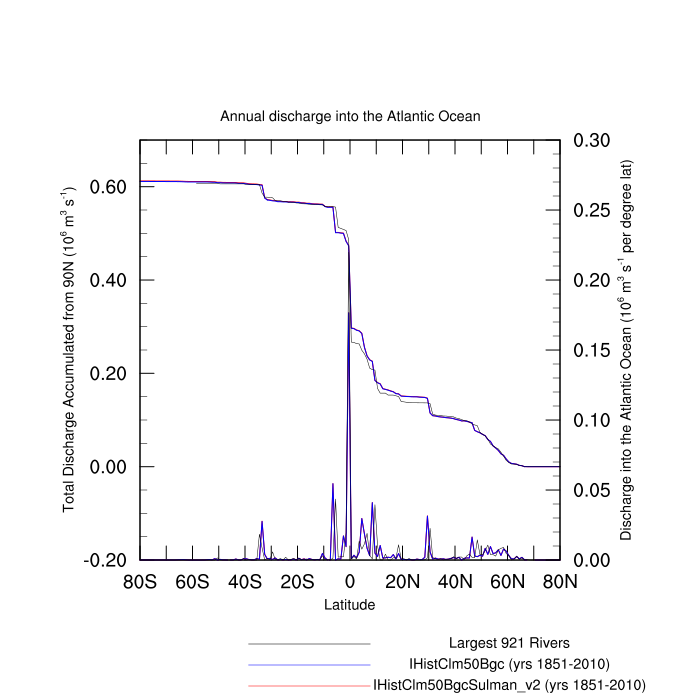 Annual discharge into the Atlantic Ocean
Total Discharge Accumulated from 90N (10⁶ m³ s⁻¹)
0.60
0.40
0.20
0.00
-0.20
0.30
0.25
0.20
0.15
0.10
0.05
0.00
Discharge into the Atlantic Ocean (10⁶ m³ s⁻¹ per degree lat)
80S 60S 40S 20S 0 20N 40N 60N 80N
Latitude
Largest 921 Rivers
IHistClm50Bgc (yrs 1851-2010)
IHistClm50BgcSulman_v2 (yrs 1851-2010)